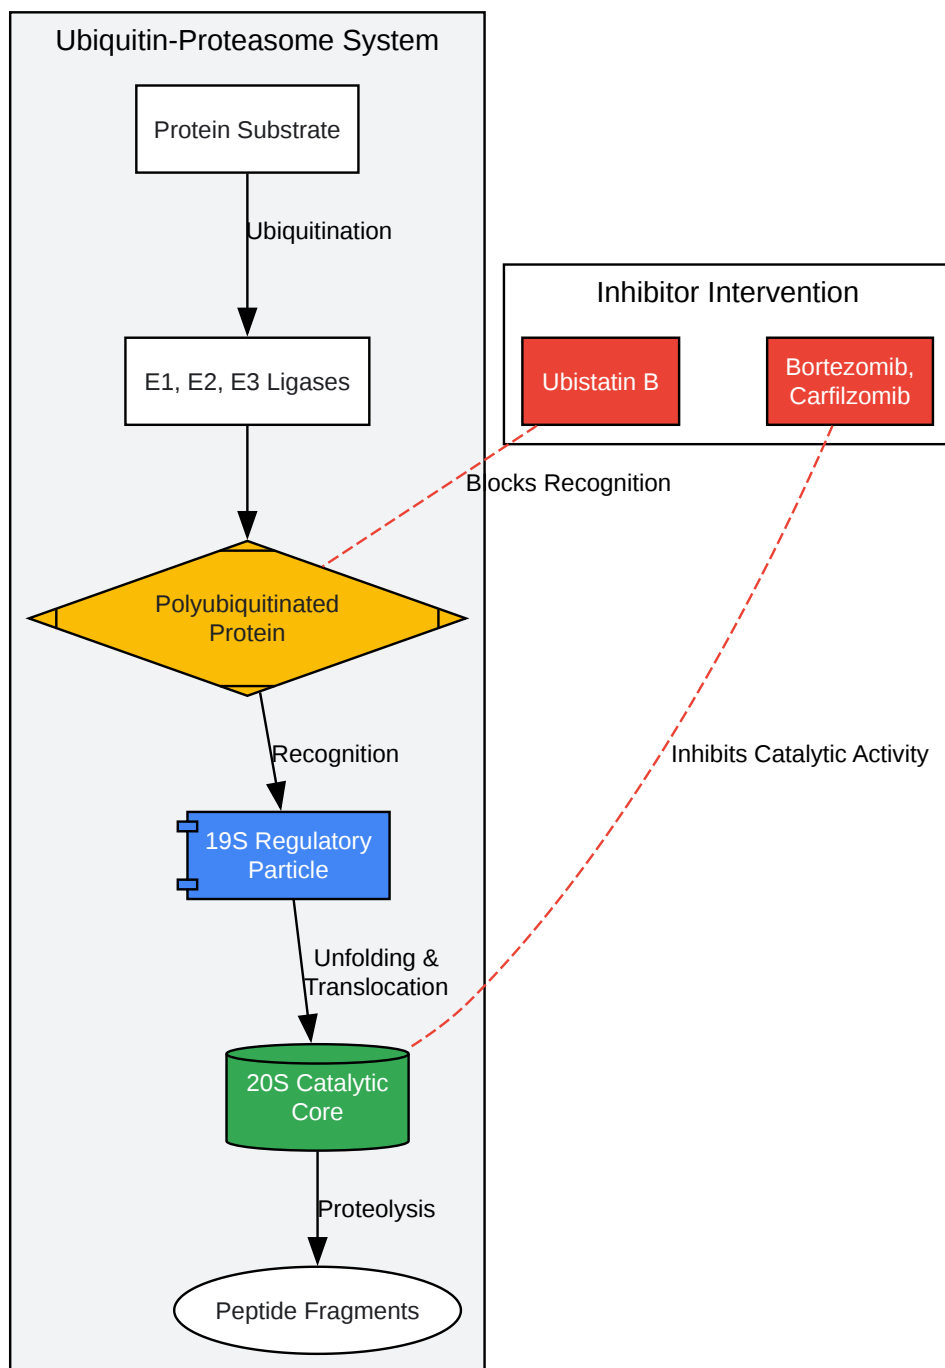 Ubiquitin-Proteasome System
Protein Substrate
Ubiquitination
Inhibitor Intervention
E1, E2, E3 Ligases
Ubistatin B
Bortezomib,
Carfilzomib
Blocks Recognition
Polyubiquitinated
Protein
Recognition
Inhibits Catalytic Activity
19S Regulatory
Particle
Unfolding &
Translocation
20S Catalytic
Core
Proteolysis
Peptide Fragments